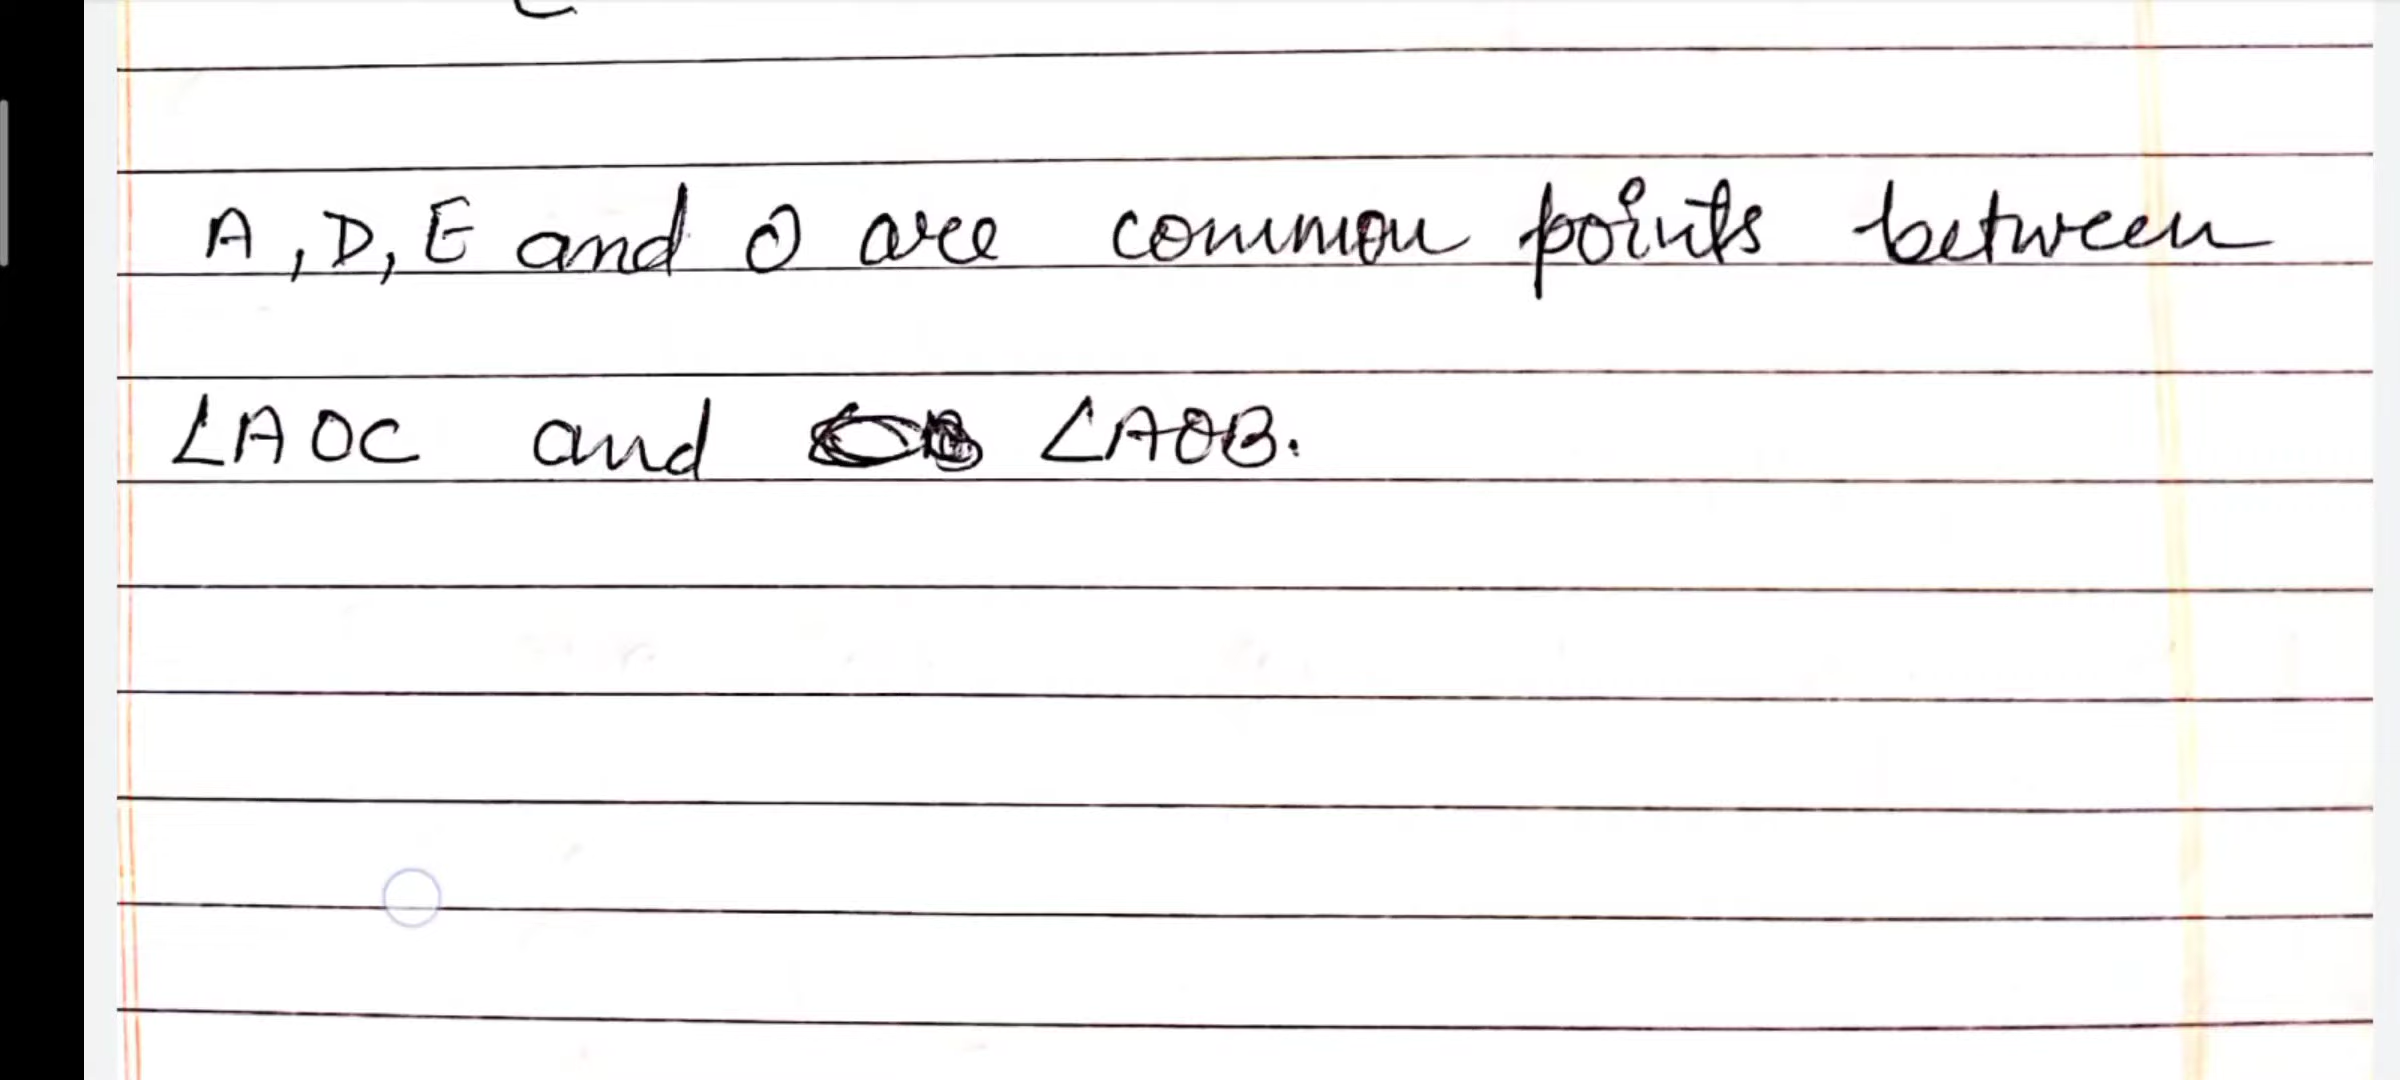 A, D, E and O are common points between
∠AOC and ∠AOB.